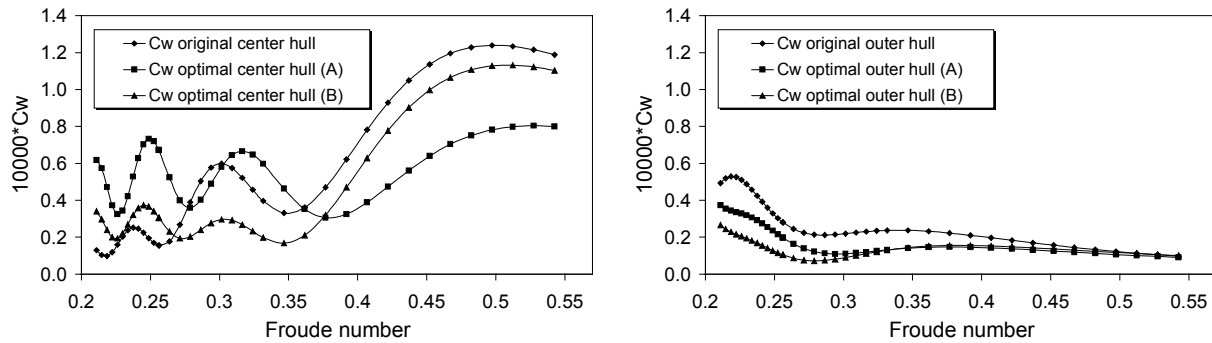 10000*Cw
1.4
1.2
1.0
0.8
0.6
0.4
0.2
0.0
Cw original center hull
Cw optimal center hull (A)
Cw optimal center hull (B)
0.2 0.25 0.3 0.35 0.4 0.45 0.5 0.55
Froude number
10000*Cw
1.4
1.2
1.0
0.8
0.6
0.4
0.2
0.0
Cw original outer hull
Cw optimal outer hull (A)
Cw optimal outer hull (B)
0.2 0.25 0.3 0.35 0.4 0.45 0.5 0.55
Froude number